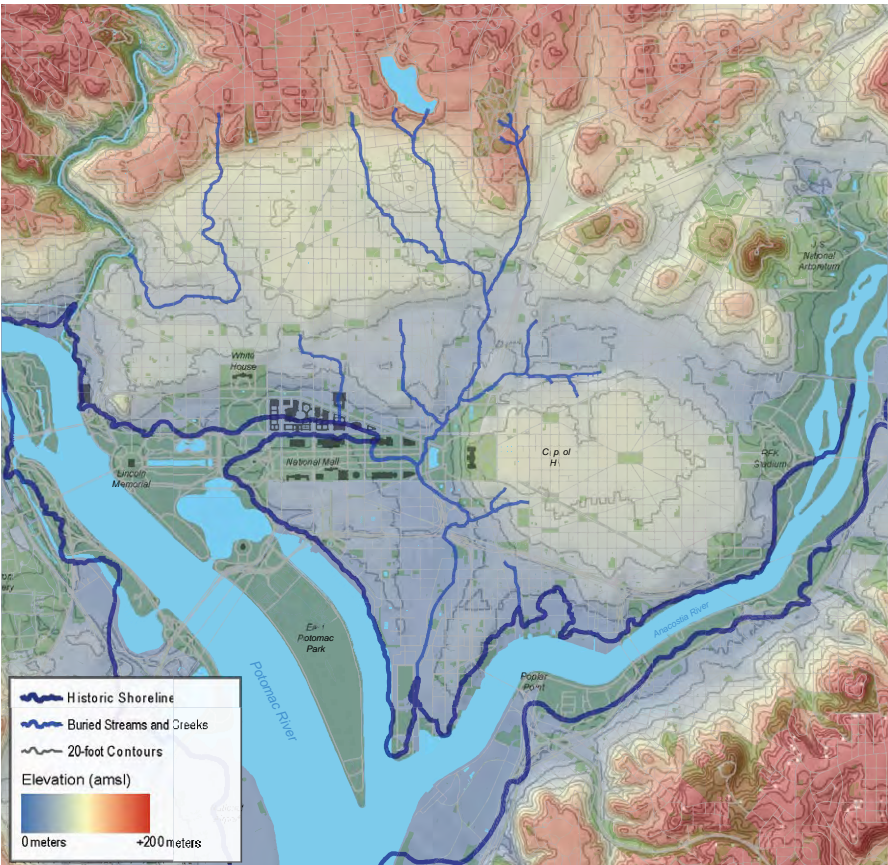 U.S.
National
Arboretum
White
House
National Mall
Lincoln
Memorial
RFK
Stadium
Potomac
Park
Anacostia River
Poplar
Point
Potomac River
Historic Shoreline
Buried Streams and Creeks
20-foot Contours
Elevation (amsl)
0 meters
+200 meters